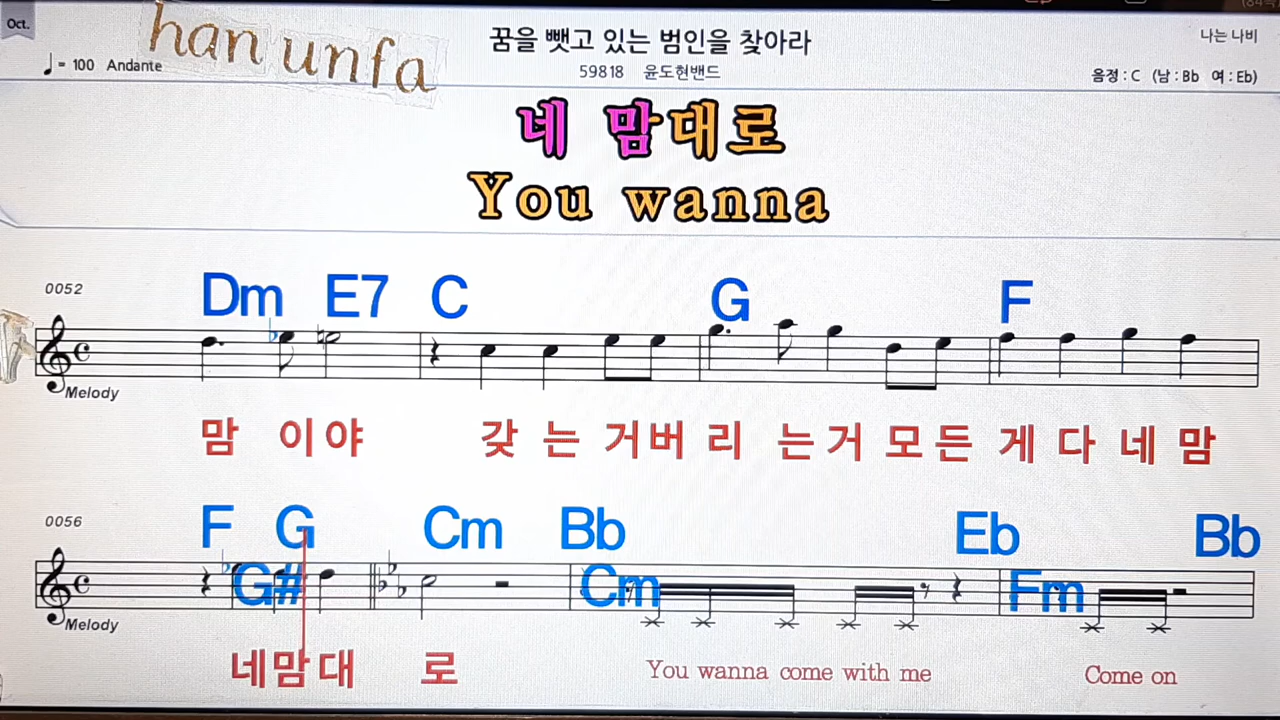 Oct.
han unfa
꿈을 뺏고 있는 범인을 찾아라
나는 나비
♩= 100 Andante
59818 윤도현밴드
음정 : C (남 : Bb 여 : Eb)
네 맘대로
You wanna
0052
Dm E7 C G F
Melody
맘 이야 갖 는 거버 리 는거 모든 게 다 네 맘
0056
F G Cm Bb Eb Bb
G# Cm Fm
Melody
네맘대 로 You wanna come with me Come on